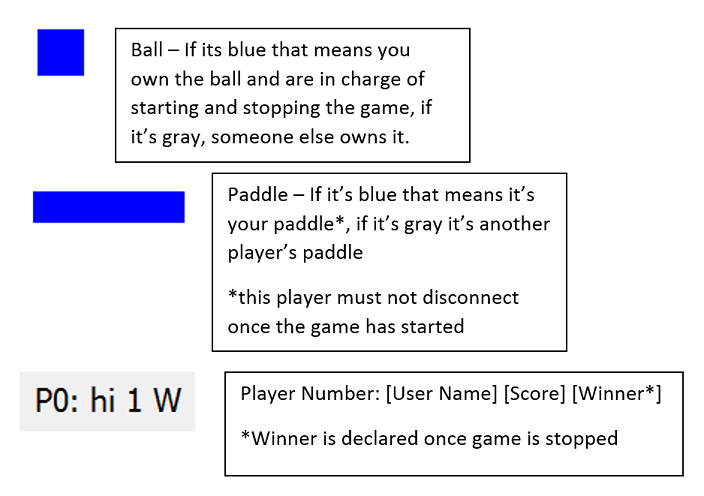 Ball – If its blue that means you
own the ball and are in charge of
starting and stopping the game, if
it's gray, someone else owns it.
Paddle – If it's blue that means it's
your paddle*, if it's gray it's another
player's paddle
*this player must not disconnect
once the game has started
P0: hi 1 W
Player Number: [User Name] [Score] [Winner*]
*Winner is declared once game is stopped